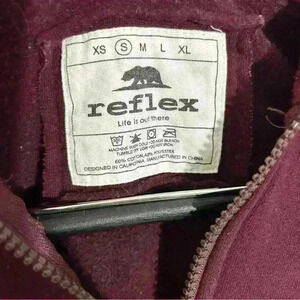 XS S M L XL
reflex
Life is out there
MACHINE WASH COLD • DO NOT BLEACH
TUMBLE DRY LOW • DO NOT IRON
60% COTTON 40% POLYESTER
DESIGNED IN CALIFORNIA. MADE IN CHINA